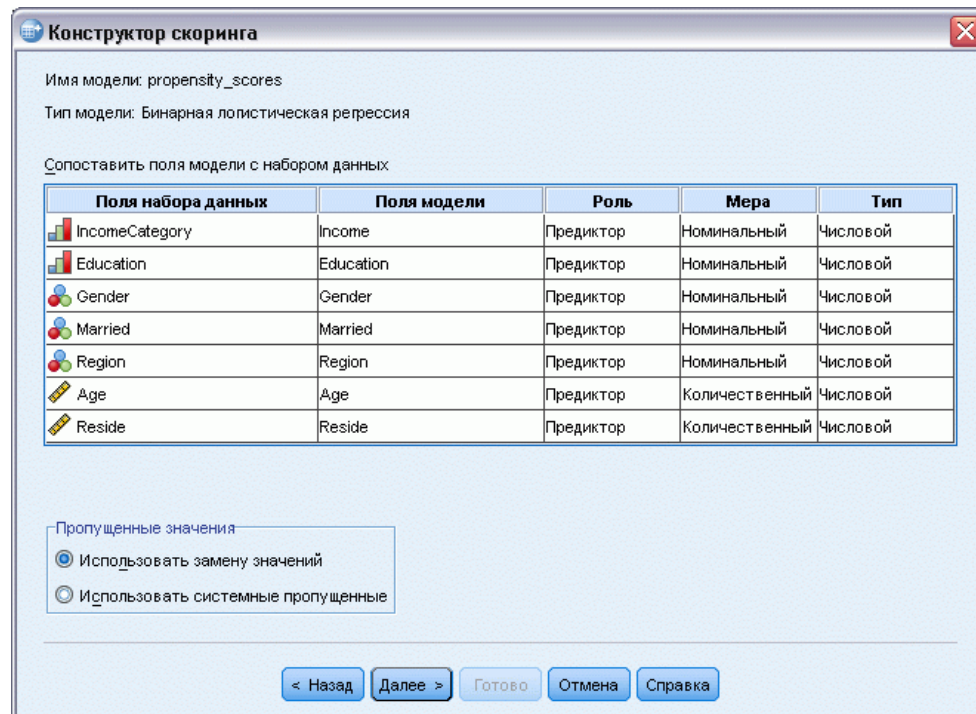 Конструктор скоринга
Имя модели: propensity_scores
Тип модели: Бинарная логистическая регрессия
Сопоставить поля модели с набором данных
Поля набора данных Поля модели Роль Мера Тип
IncomeCategory Income Предиктор Номинальный Числовой
Education Education Предиктор Номинальный Числовой
Gender Gender Предиктор Номинальный Числовой
Married Married Предиктор Номинальный Числовой
Region Region Предиктор Номинальный Числовой
Age Age Предиктор Количественный Числовой
Reside Reside Предиктор Количественный Числовой
Пропущенные значения
Использовать замену значений
Использовать системные пропущенные
< Назад Далее > Готово Отмена Справка